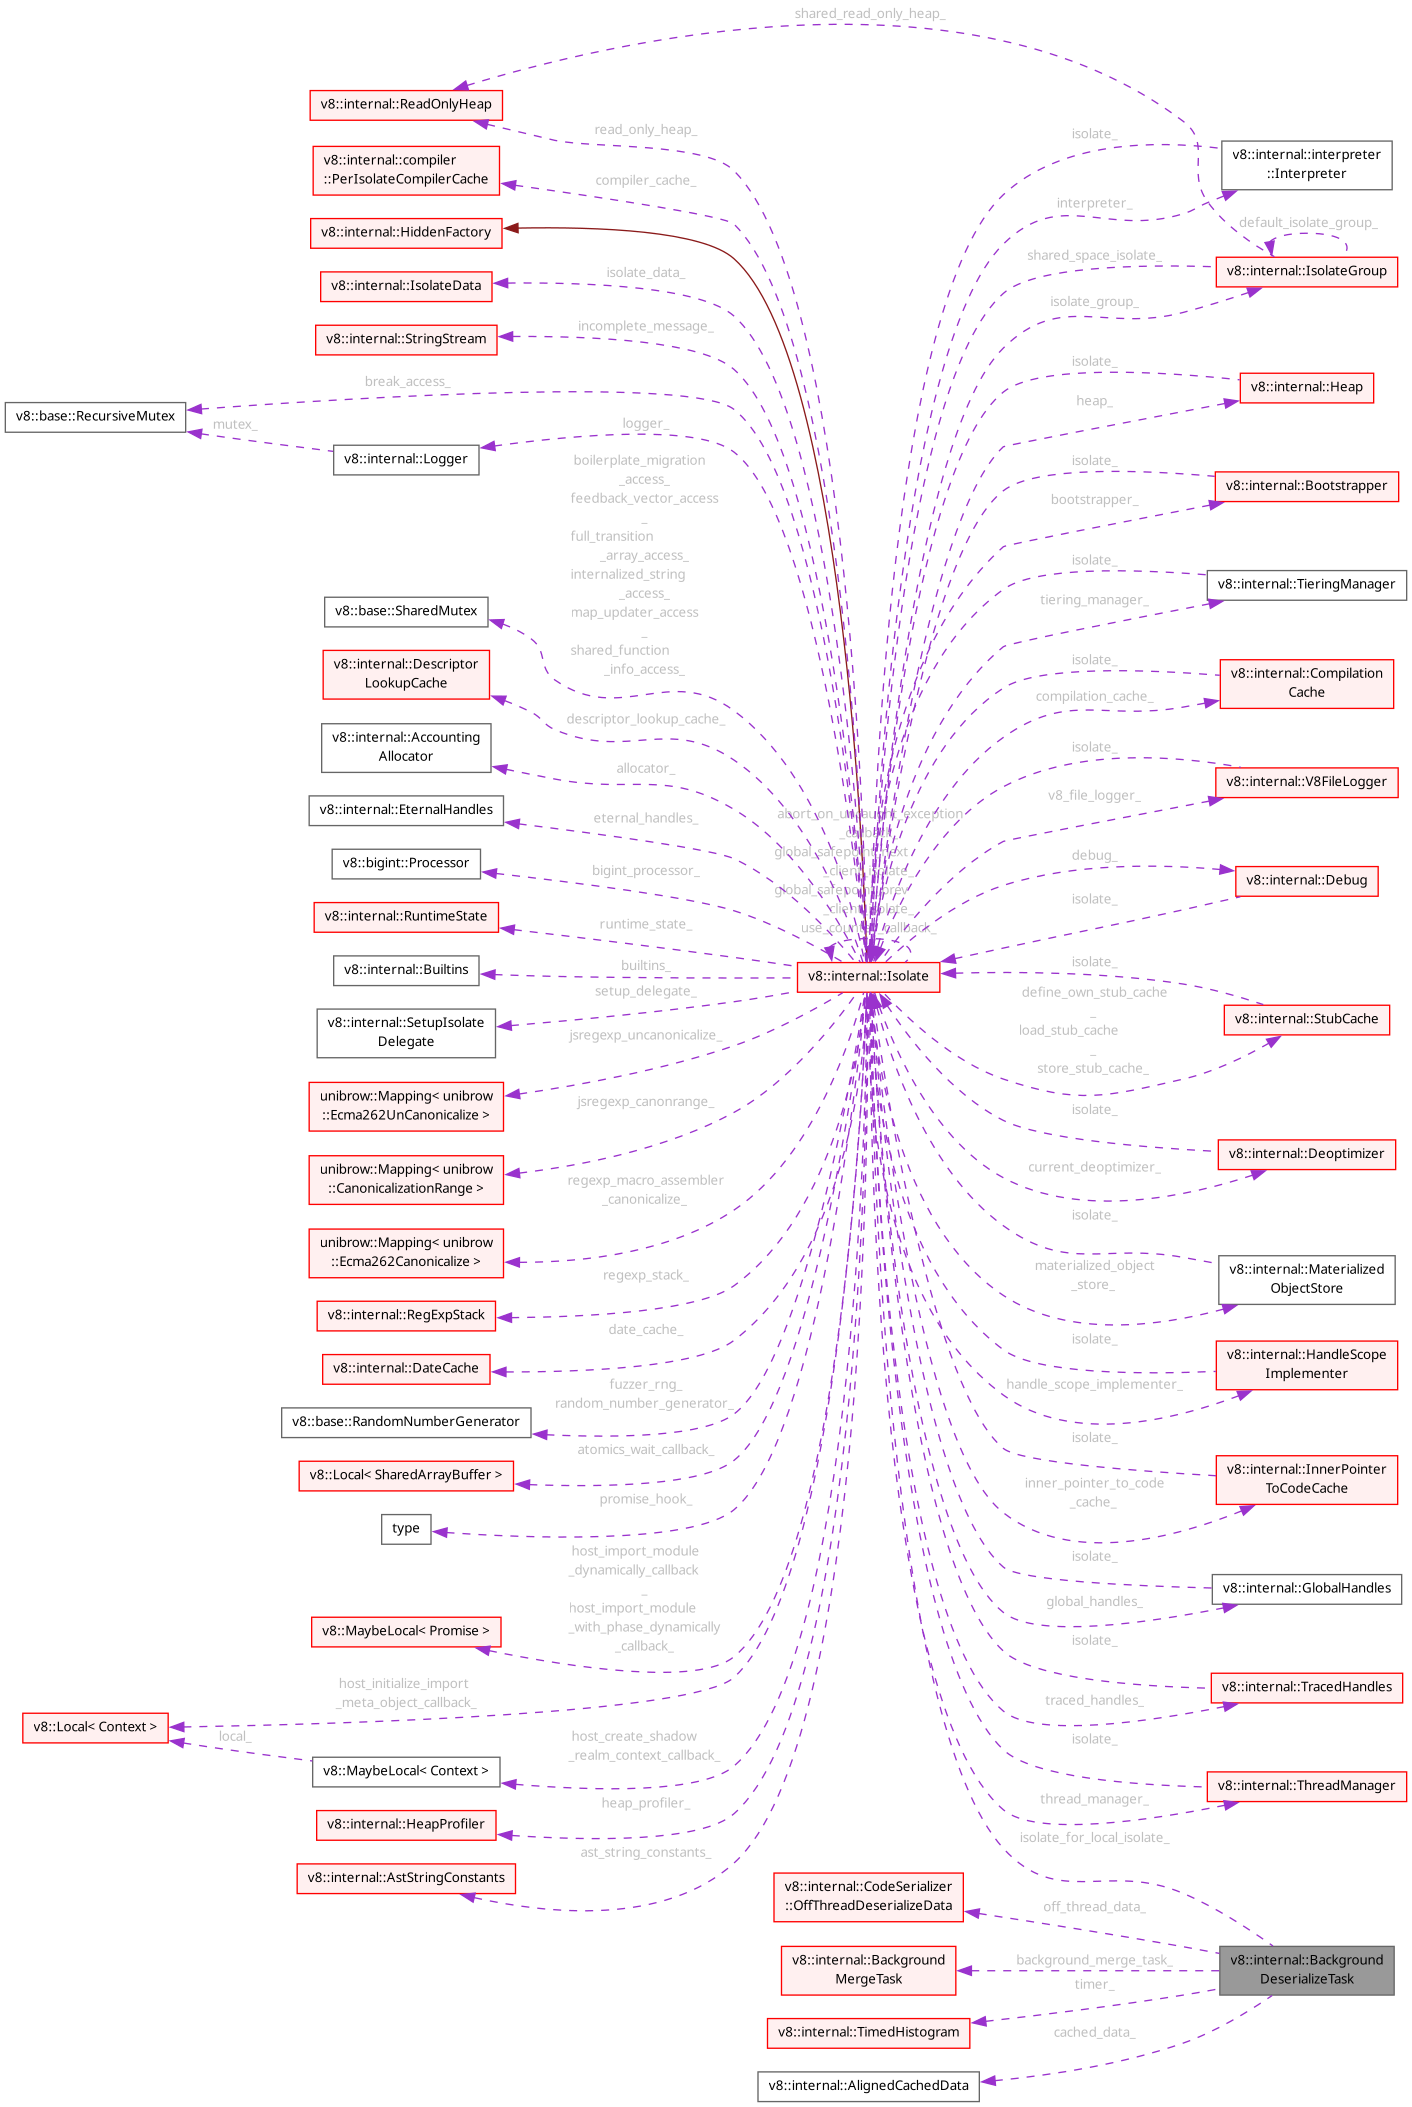 shared_read_only_heap_
v8::internal::ReadOnlyHeap
read_only_heap_
v8::internal::compiler
::PerIsolateCompilerCache
compiler_cache_
v8::internal::HiddenFactory
v8::internal::IsolateData
isolate_data_
v8::internal::StringStream
incomplete_message_
v8::base::RecursiveMutex
break_access_
mutex_
v8::internal::Logger
logger_
boilerplate_migration
_access_
feedback_vector_access
_
full_transition
_array_access_
internalized_string
_access_
map_updater_access
_
shared_function
_info_access_
v8::base::SharedMutex
v8::internal::Descriptor
LookupCache
descriptor_lookup_cache_
v8::internal::Accounting
Allocator
allocator_
v8::internal::EternalHandles
eternal_handles_
v8::bigint::Processor
bigint_processor_
v8::internal::RuntimeState
runtime_state_
v8::internal::Builtins
builtins_
v8::internal::SetupIsolate
Delegate
setup_delegate_
unibrow::Mapping< unibrow
::Ecma262UnCanonicalize >
jsregexp_uncanonicalize_
unibrow::Mapping< unibrow
::CanonicalizationRange >
jsregexp_canonrange_
unibrow::Mapping< unibrow
::Ecma262Canonicalize >
regexp_macro_assembler
_canonicalize_
v8::internal::RegExpStack
regexp_stack_
v8::internal::DateCache
date_cache_
v8::base::RandomNumberGenerator
fuzzer_rng_
random_number_generator_
v8::Local< SharedArrayBuffer >
atomics_wait_callback_
type
promise_hook_
v8::MaybeLocal< Promise >
host_import_module
_dynamically_callback
_
host_import_module
_with_phase_dynamically
_callback_
v8::Local< Context >
host_initialize_import
_meta_object_callback_
local_
v8::MaybeLocal< Context >
host_create_shadow
_realm_context_callback_
v8::internal::HeapProfiler
heap_profiler_
v8::internal::AstStringConstants
ast_string_constants_
abort_on_uncaught_exception
_callback_
global_safepoint_next
_client_isolate_
global_safepoint_prev
_client_isolate_
use_counter_callback_
v8::internal::Isolate
isolate_
interpreter_
v8::internal::interpreter
::Interpreter
default_isolate_group_
shared_space_isolate_
isolate_group_
v8::internal::IsolateGroup
isolate_
heap_
v8::internal::Heap
isolate_
bootstrapper_
v8::internal::Bootstrapper
isolate_
tiering_manager_
v8::internal::TieringManager
isolate_
compilation_cache_
v8::internal::Compilation
Cache
isolate_
v8_file_logger_
v8::internal::V8FileLogger
debug_
isolate_
v8::internal::Debug
isolate_
define_own_stub_cache
_
load_stub_cache
_
store_stub_cache_
v8::internal::StubCache
isolate_
current_deoptimizer_
v8::internal::Deoptimizer
isolate_
materialized_object
_store_
v8::internal::Materialized
ObjectStore
isolate_
handle_scope_implementer_
v8::internal::HandleScope
Implementer
isolate_
inner_pointer_to_code
_cache_
v8::internal::InnerPointer
ToCodeCache
isolate_
global_handles_
v8::internal::GlobalHandles
isolate_
traced_handles_
v8::internal::TracedHandles
isolate_
thread_manager_
v8::internal::ThreadManager
isolate_for_local_isolate_
v8::internal::CodeSerializer
::OffThreadDeserializeData
off_thread_data_
v8::internal::Background
MergeTask
background_merge_task_
v8::internal::Background
DeserializeTask
timer_
v8::internal::TimedHistogram
cached_data_
v8::internal::AlignedCachedData